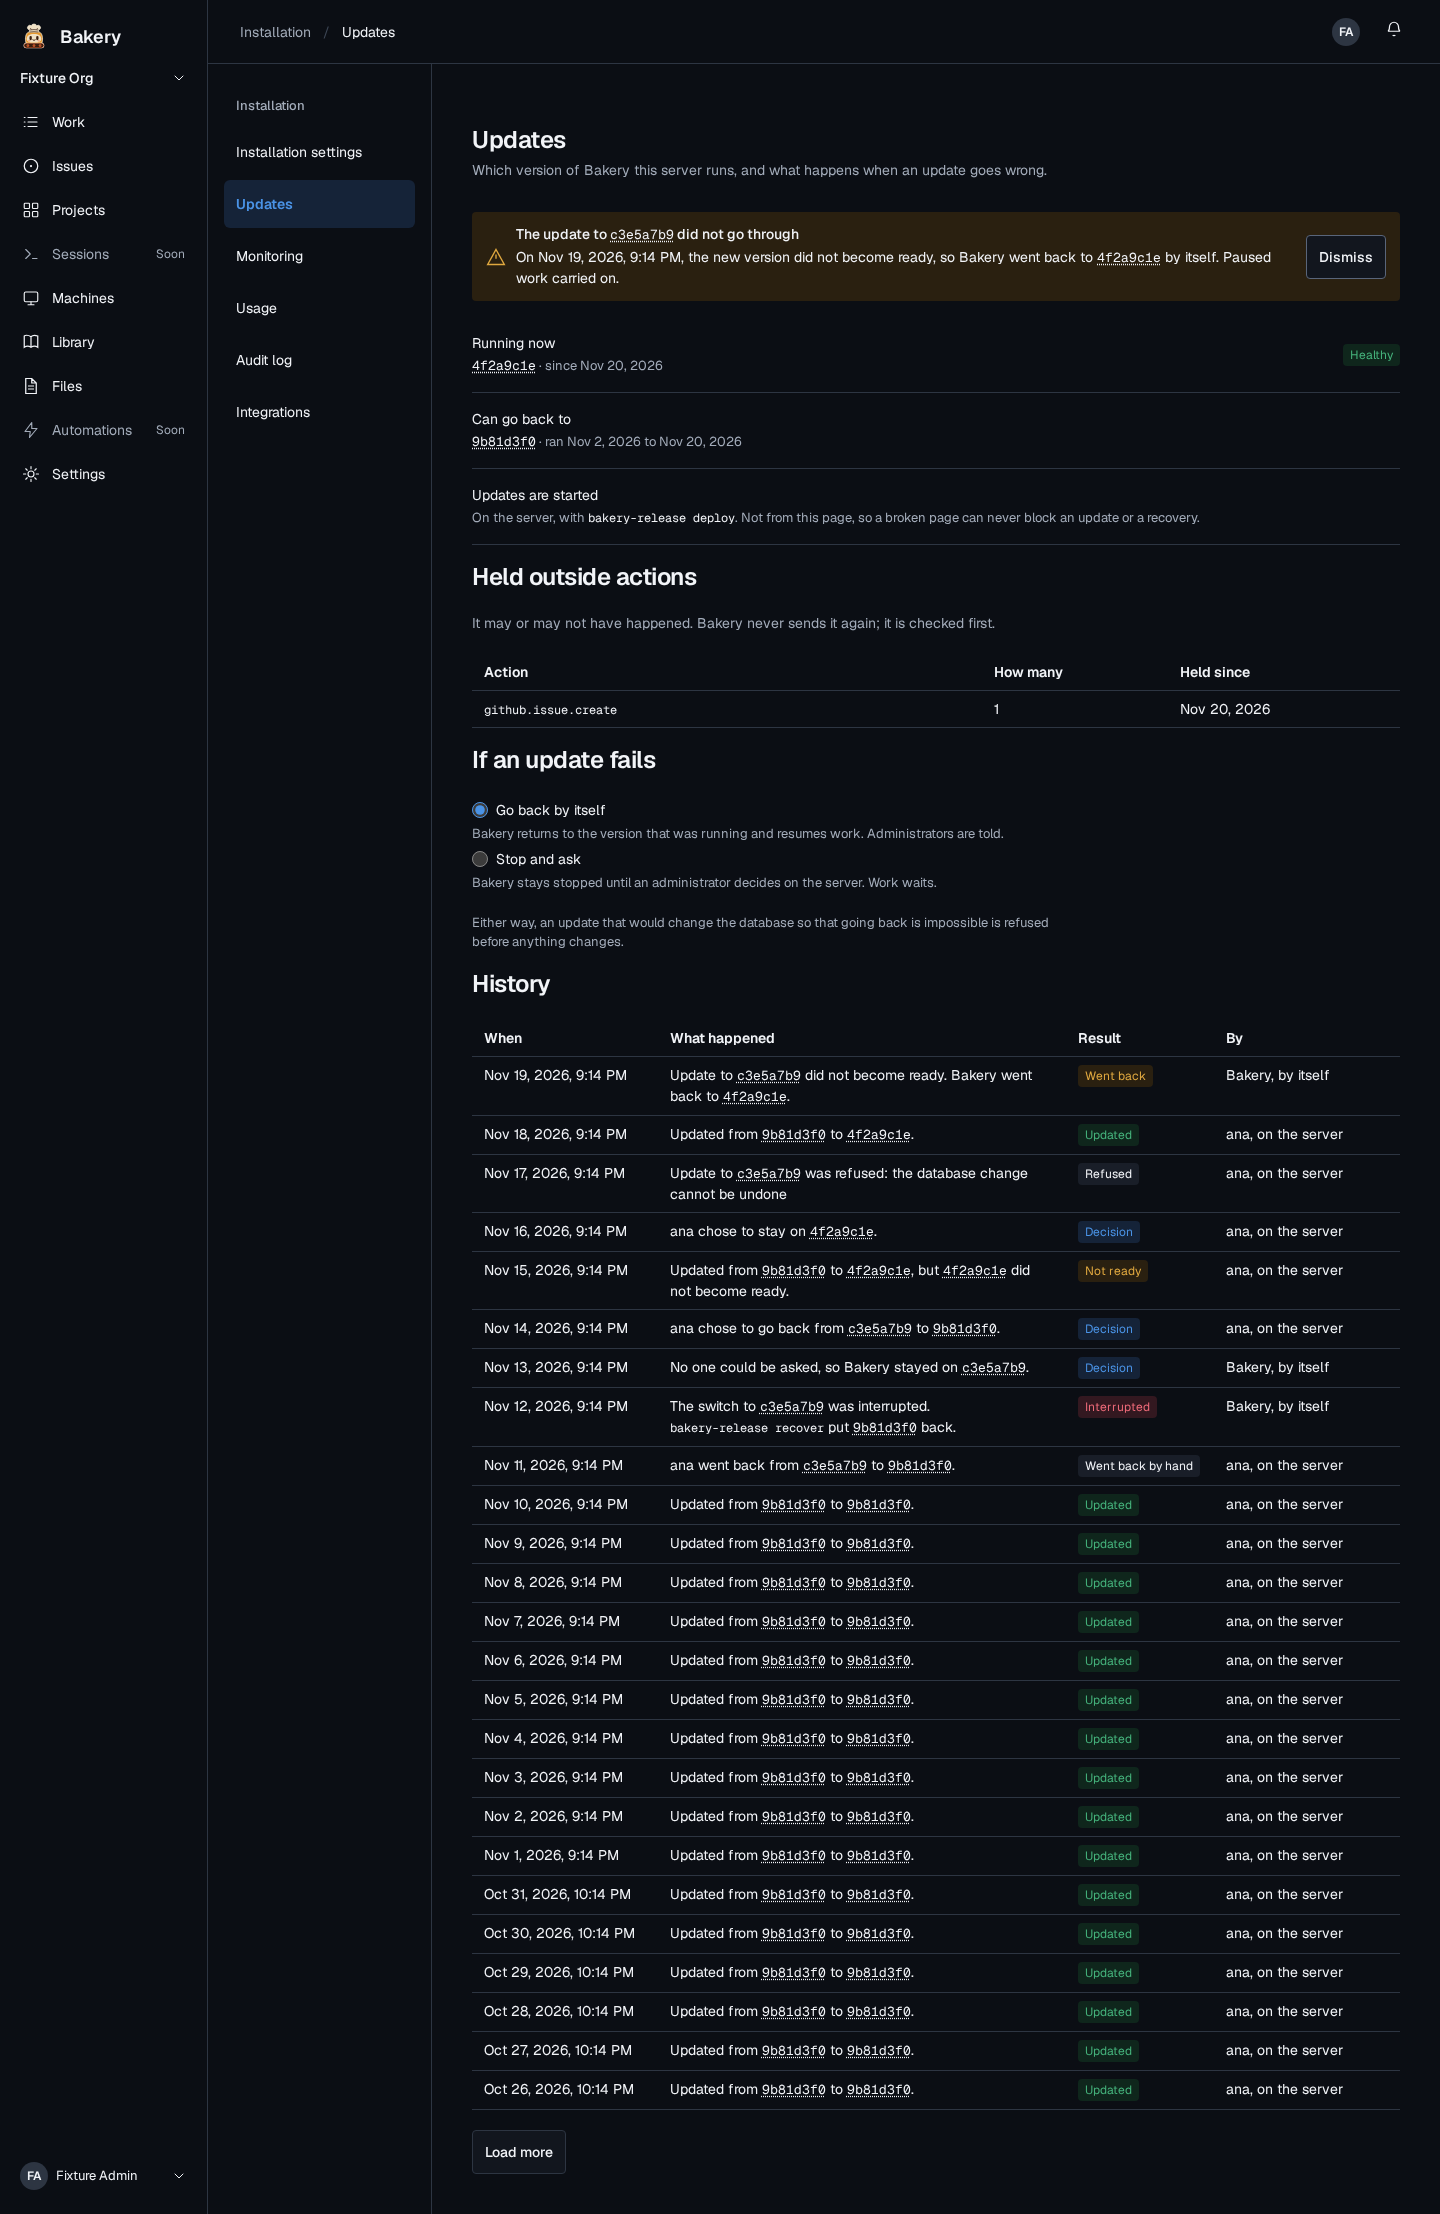 Bakery
Installation / Updates
FA
Fixture Org
Work
Issues
Projects
Sessions Soon
Machines
Library
Files
Automations Soon
Settings
Installation
Installation settings
Updates
Monitoring
Usage
Audit log
Integrations
Updates
Which version of Bakery this server runs, and what happens when an update goes wrong.
The update to c3e5a7b9 did not go through
On Nov 19, 2026, 9:14 PM, the new version did not become ready, so Bakery went back to 4f2a9c1e by itself. Paused
work carried on.
Dismiss
Running now
4f2a9c1e · since Nov 20, 2026
Healthy
Can go back to
9b81d3f0 · ran Nov 2, 2026 to Nov 20, 2026
Updates are started
On the server, with bakery-release deploy. Not from this page, so a broken page can never block an update or a recovery.
Held outside actions
It may or may not have happened. Bakery never sends it again; it is checked first.
Action How many Held since
github.issue.create 1 Nov 20, 2026
If an update fails
Go back by itself
Bakery returns to the version that was running and resumes work. Administrators are told.
Stop and ask
Bakery stays stopped until an administrator decides on the server. Work waits.
Either way, an update that would change the database so that going back is impossible is refused
before anything changes.
History
When What happened Result By
Nov 19, 2026, 9:14 PM Update to c3e5a7b9 did not become ready. Bakery went Went back Bakery, by itself
back to 4f2a9c1e.
Nov 18, 2026, 9:14 PM Updated from 9b81d3f0 to 4f2a9c1e. Updated ana, on the server
Nov 17, 2026, 9:14 PM Update to c3e5a7b9 was refused: the database change Refused ana, on the server
cannot be undone
Nov 16, 2026, 9:14 PM ana chose to stay on 4f2a9c1e. Decision ana, on the server
Nov 15, 2026, 9:14 PM Updated from 9b81d3f0 to 4f2a9c1e, but 4f2a9c1e did Not ready ana, on the server
not become ready.
Nov 14, 2026, 9:14 PM ana chose to go back from c3e5a7b9 to 9b81d3f0. Decision ana, on the server
Nov 13, 2026, 9:14 PM No one could be asked, so Bakery stayed on c3e5a7b9. Decision Bakery, by itself
Nov 12, 2026, 9:14 PM The switch to c3e5a7b9 was interrupted. Interrupted Bakery, by itself
bakery-release recover put 9b81d3f0 back.
Nov 11, 2026, 9:14 PM ana went back from c3e5a7b9 to 9b81d3f0. Went back by hand ana, on the server
Nov 10, 2026, 9:14 PM Updated from 9b81d3f0 to 9b81d3f0. Updated ana, on the server
Nov 9, 2026, 9:14 PM Updated from 9b81d3f0 to 9b81d3f0. Updated ana, on the server
Nov 8, 2026, 9:14 PM Updated from 9b81d3f0 to 9b81d3f0. Updated ana, on the server
Nov 7, 2026, 9:14 PM Updated from 9b81d3f0 to 9b81d3f0. Updated ana, on the server
Nov 6, 2026, 9:14 PM Updated from 9b81d3f0 to 9b81d3f0. Updated ana, on the server
Nov 5, 2026, 9:14 PM Updated from 9b81d3f0 to 9b81d3f0. Updated ana, on the server
Nov 4, 2026, 9:14 PM Updated from 9b81d3f0 to 9b81d3f0. Updated ana, on the server
Nov 3, 2026, 9:14 PM Updated from 9b81d3f0 to 9b81d3f0. Updated ana, on the server
Nov 2, 2026, 9:14 PM Updated from 9b81d3f0 to 9b81d3f0. Updated ana, on the server
Nov 1, 2026, 9:14 PM Updated from 9b81d3f0 to 9b81d3f0. Updated ana, on the server
Oct 31, 2026, 10:14 PM Updated from 9b81d3f0 to 9b81d3f0. Updated ana, on the server
Oct 30, 2026, 10:14 PM Updated from 9b81d3f0 to 9b81d3f0. Updated ana, on the server
Oct 29, 2026, 10:14 PM Updated from 9b81d3f0 to 9b81d3f0. Updated ana, on the server
Oct 28, 2026, 10:14 PM Updated from 9b81d3f0 to 9b81d3f0. Updated ana, on the server
Oct 27, 2026, 10:14 PM Updated from 9b81d3f0 to 9b81d3f0. Updated ana, on the server
Oct 26, 2026, 10:14 PM Updated from 9b81d3f0 to 9b81d3f0. Updated ana, on the server
Load more
FA Fixture Admin